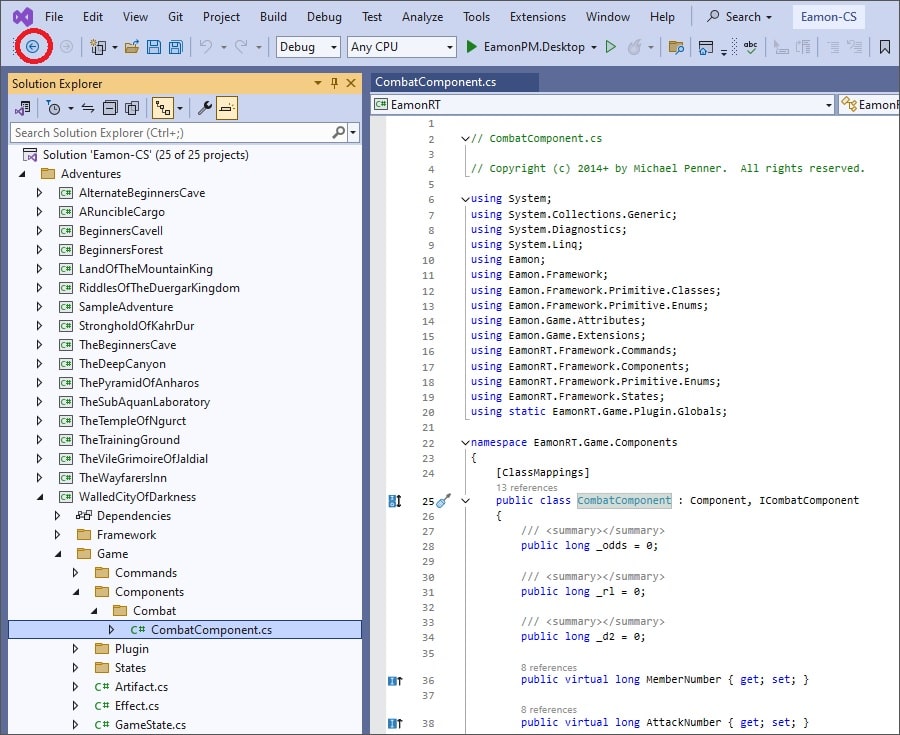 File Edit View Git Project Build Debug Test Analyze Tools Extensions Window Help Search Eamon-CS
Debug Any CPU EamonPM.Desktop abc
Solution Explorer
Search Solution Explorer (Ctrl+;)
Solution 'Eamon-CS' (25 of 25 projects)
Adventures
C# AlternateBeginnersCave
C# ARuncibleCargo
C# BeginnersCaveII
C# BeginnersForest
C# LandOfTheMountainKing
C# RiddlesOfTheDuergarKingdom
C# SampleAdventure
C# StrongholdOfKahrDur
C# TheBeginnersCave
C# TheDeepCanyon
C# ThePyramidOfAnharos
C# TheSubAquanLaboratory
C# TheTempleOfNgurct
C# TheTrainingGround
C# TheVileGrimoireOfJaldial
C# TheWayfarersInn
C# WalledCityOfDarkness
Dependencies
Framework
Game
Commands
Components
Combat
C# CombatComponent.cs
Plugin
States
C# Artifact.cs
C# Effect.cs
C# GameState.cs
CombatComponent.cs
C# EamonRT EamonF
1
2 // CombatComponent.cs
3
4 // Copyright (c) 2014+ by Michael Penner.  All rights reserved.
5
6 using System;
7 using System.Collections.Generic;
8 using System.Diagnostics;
9 using System.Linq;
10 using Eamon;
11 using Eamon.Framework;
12 using Eamon.Framework.Primitive.Classes;
13 using Eamon.Framework.Primitive.Enums;
14 using Eamon.Game.Attributes;
15 using Eamon.Game.Extensions;
16 using EamonRT.Framework.Commands;
17 using EamonRT.Framework.Components;
18 using EamonRT.Framework.Primitive.Enums;
19 using EamonRT.Framework.States;
20 using static EamonRT.Game.Plugin.Globals;
21
22 namespace EamonRT.Game.Components
23 {
24 [ClassMappings]
13 references
25 public class CombatComponent : Component, ICombatComponent
26 {
27 /// <summary></summary>
28 public long _odds = 0;
29
30 /// <summary></summary>
31 public long _rl = 0;
32
33 /// <summary></summary>
34 public long _d2 = 0;
35
8 references
36 public virtual long MemberNumber { get; set; }
37
8 references
38 public virtual long AttackNumber { get; set; }